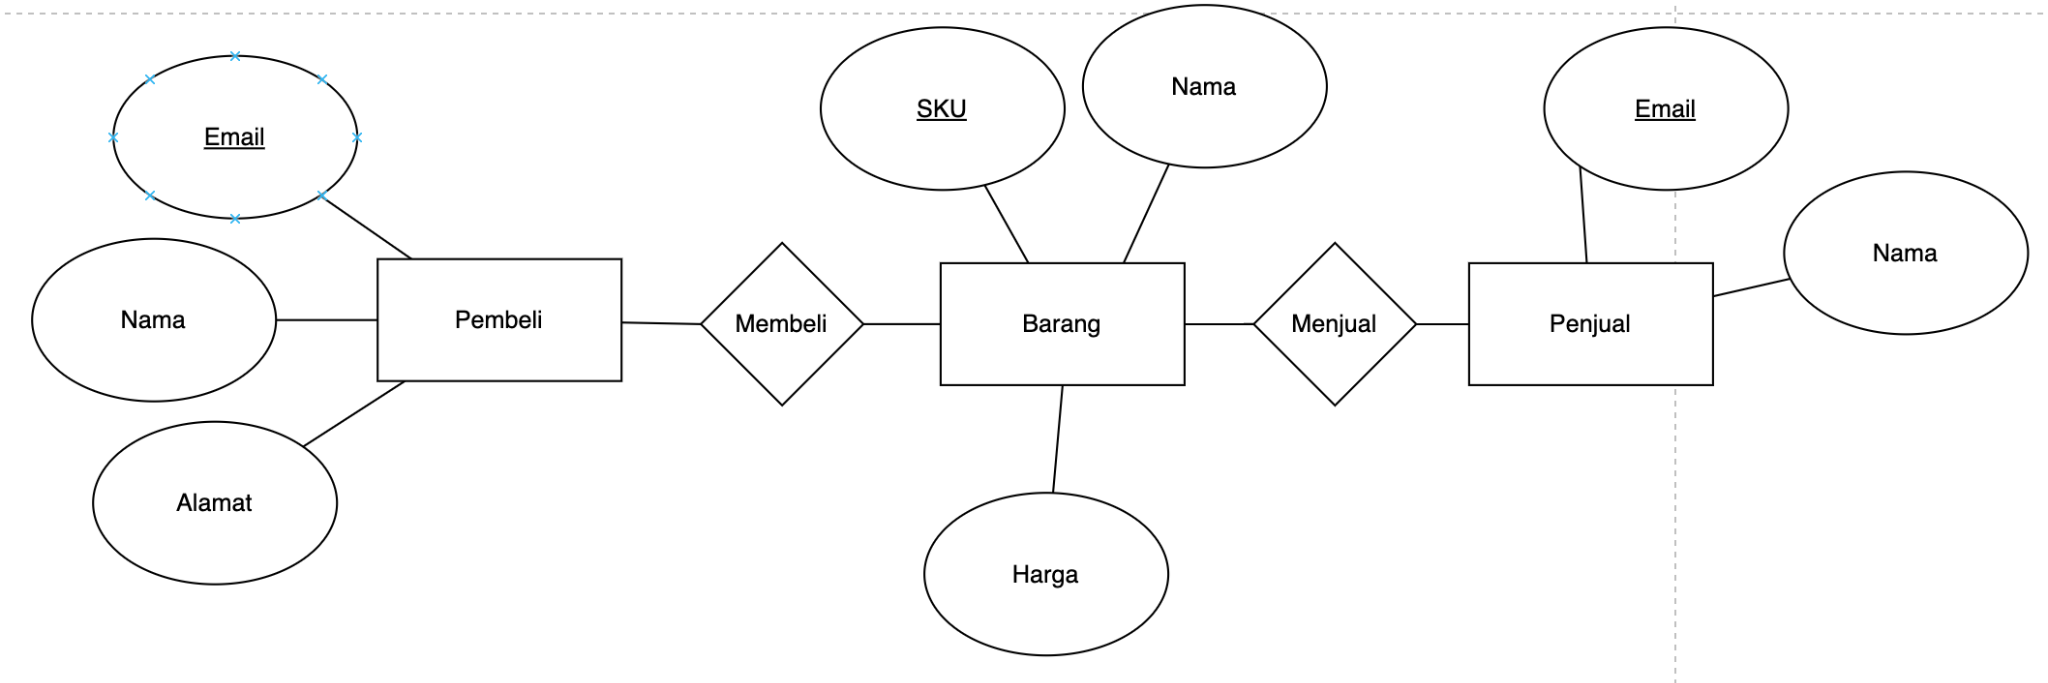 Email
Nama
Alamat
Pembeli
Membeli
SKU
Nama
Barang
Harga
Menjual
Email
Nama
Penjual